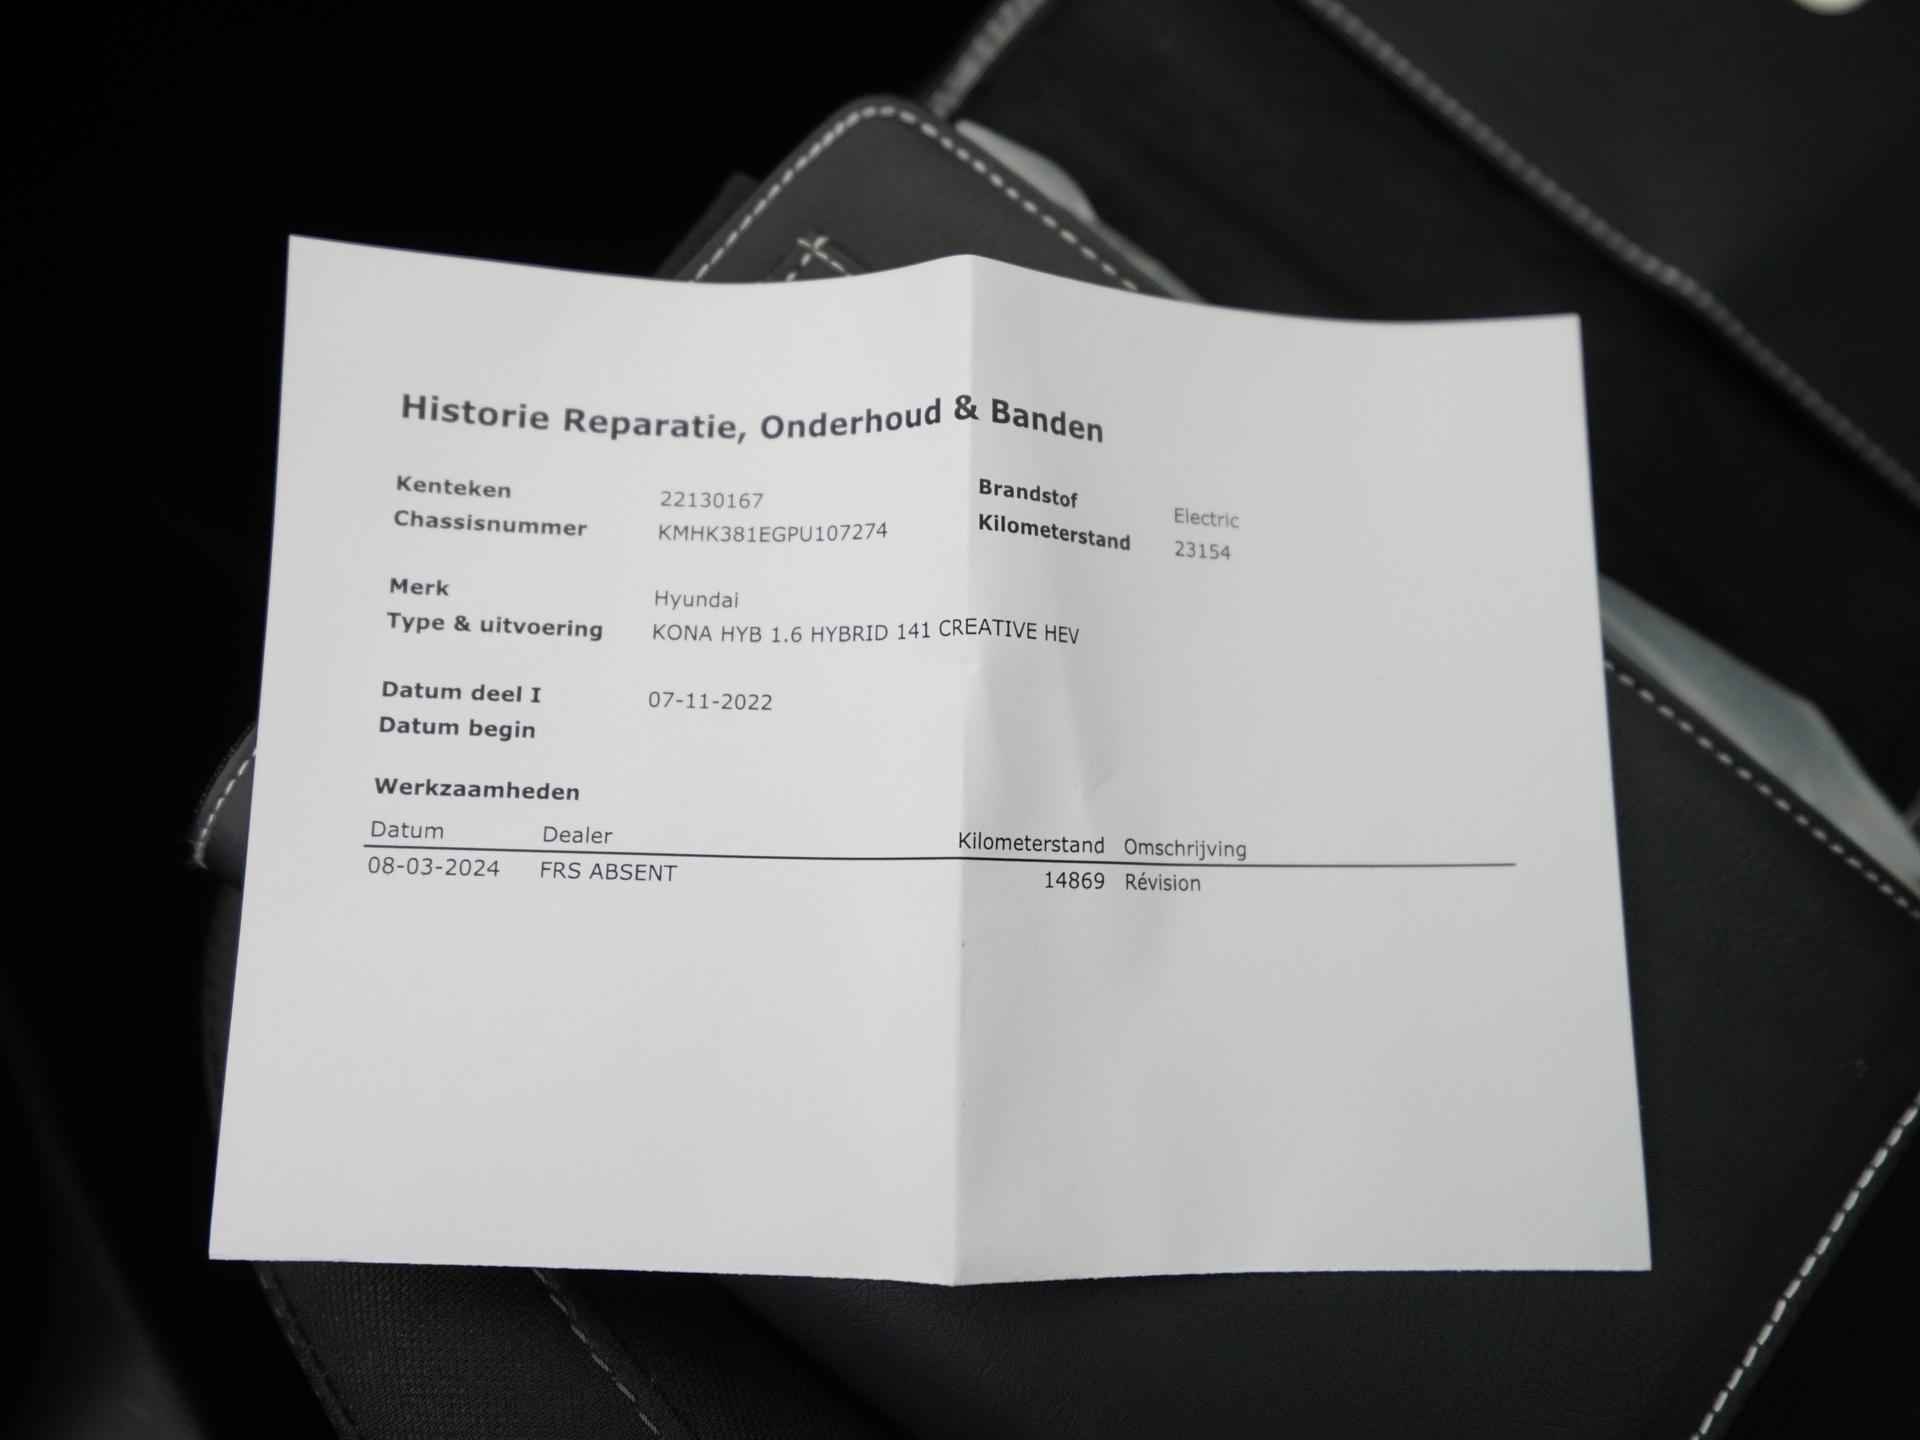 Historie Reparatie, Onderhoud & Banden
Kenteken 22130167 Brandstof Electric
Chassisnummer KMHK381EGPU107274 Kilometerstand 23154
Merk Hyundai
Type & uitvoering KONA HYB 1.6 HYBRID 141 CREATIVE HEV
Datum deel I 07-11-2022
Datum begin
Werkzaamheden
Datum Dealer Kilometerstand Omschrijving
08-03-2024 FRS ABSENT 14869 Révision